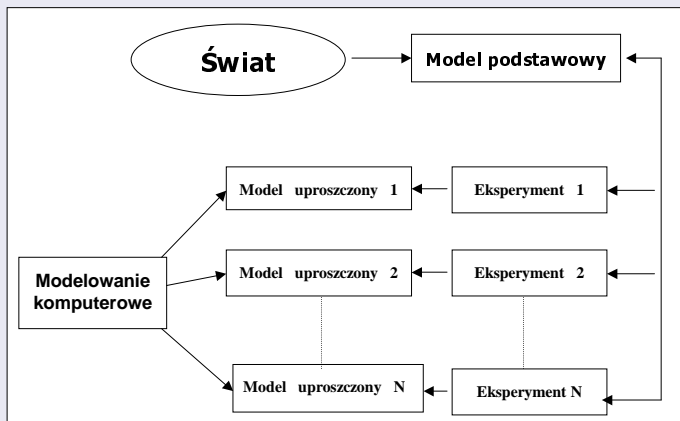 Świat
Model podstawowy
Model uproszczony 1
Eksperyment 1
Modelowanie
komputerowe
Model uproszczony 2
Eksperyment 2
Model uproszczony N
Eksperyment N